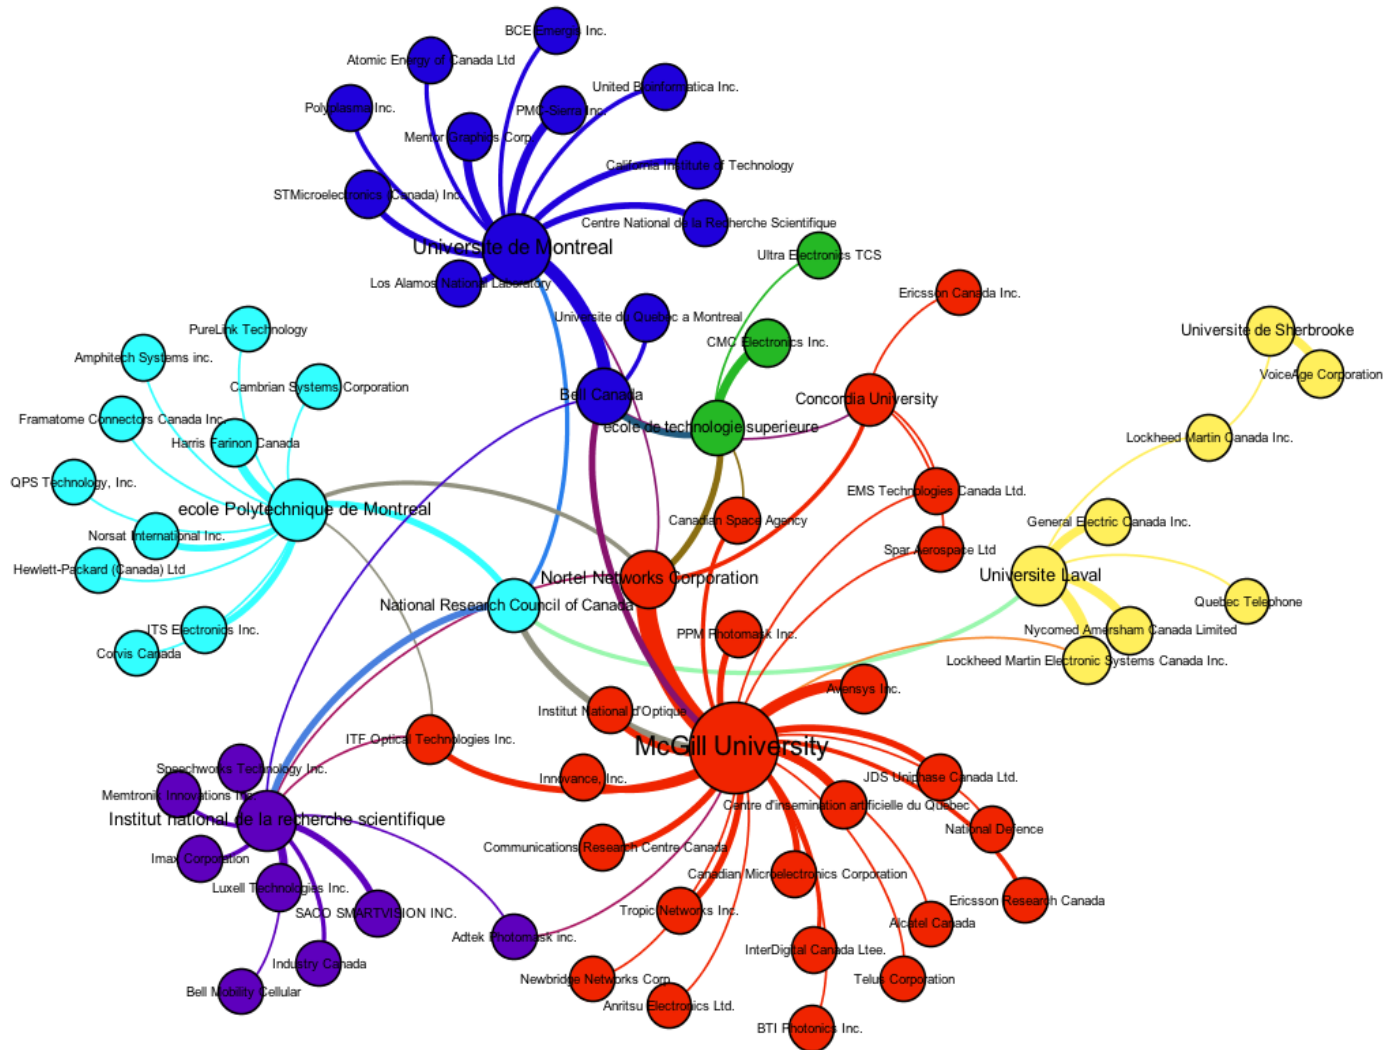 BCE Emergis Inc.
Atomic Energy of Canada Ltd
United Bioinformatica Inc.
Polyplasma Inc.
PMC-Sierra Inc.
Mentor Graphics Corp.
California Institute of Technology
STMicroelectronics (Canada) Inc.
Centre National de la Recherche Scientifique
Universite de Montreal
Ultra Electronics TCS
Los Alamos National Laboratory
Ericsson Canada Inc.
Universite du Quebec a Montreal
PureLink Technology
Universite de Sherbrooke
CMC Electronics Inc.
Amphitech Systems inc.
VoiceAge Corporation
Cambrian Systems Corporation
Bell Canada
Concordia University
Framatome Connectors Canada Inc.
ecole de technologie superieure
Lockheed Martin Canada Inc.
Harris Farinon Canada
QPS Technology, Inc.
EMS Technologies Canada Ltd.
ecole Polytechnique de Montreal
Canadian Space Agency
General Electric Canada Inc.
Norsat International Inc.
Spar Aerospace Ltd
Hewlett-Packard (Canada) Ltd
Nortel Networks Corporation
Universite Laval
National Research Council of Canada
Quebec Telephone
ITS Electronics Inc.
PPM Photomask Inc.
Nycomed Amersham Canada Limited
Corvis Canada
Lockheed Martin Electronic Systems Canada Inc.
Avensys Inc.
Institut National d'Optique
ITF Optical Technologies Inc.
McGill University
Speechworks Technology Inc.
Innovance, Inc.
JDS Uniphase Canada Ltd.
Memtronik Innovations Inc.
Centre d'insemination artificielle du Quebec
Institut national de la recherche scientifique
National Defence
Imax Corporation
Communications Research Centre Canada
Canadian Microelectronics Corporation
Luxell Technologies Inc.
Ericsson Research Canada
SACO SMARTVISION INC.
Tropic Networks Inc.
Alcatel Canada
Adtek Photomask inc.
InterDigital Canada Ltee.
Industry Canada
Newbridge Networks Corp.
Telus Corporation
Bell Mobility Cellular
Anritsu Electronics Ltd.
BTI Photonics Inc.